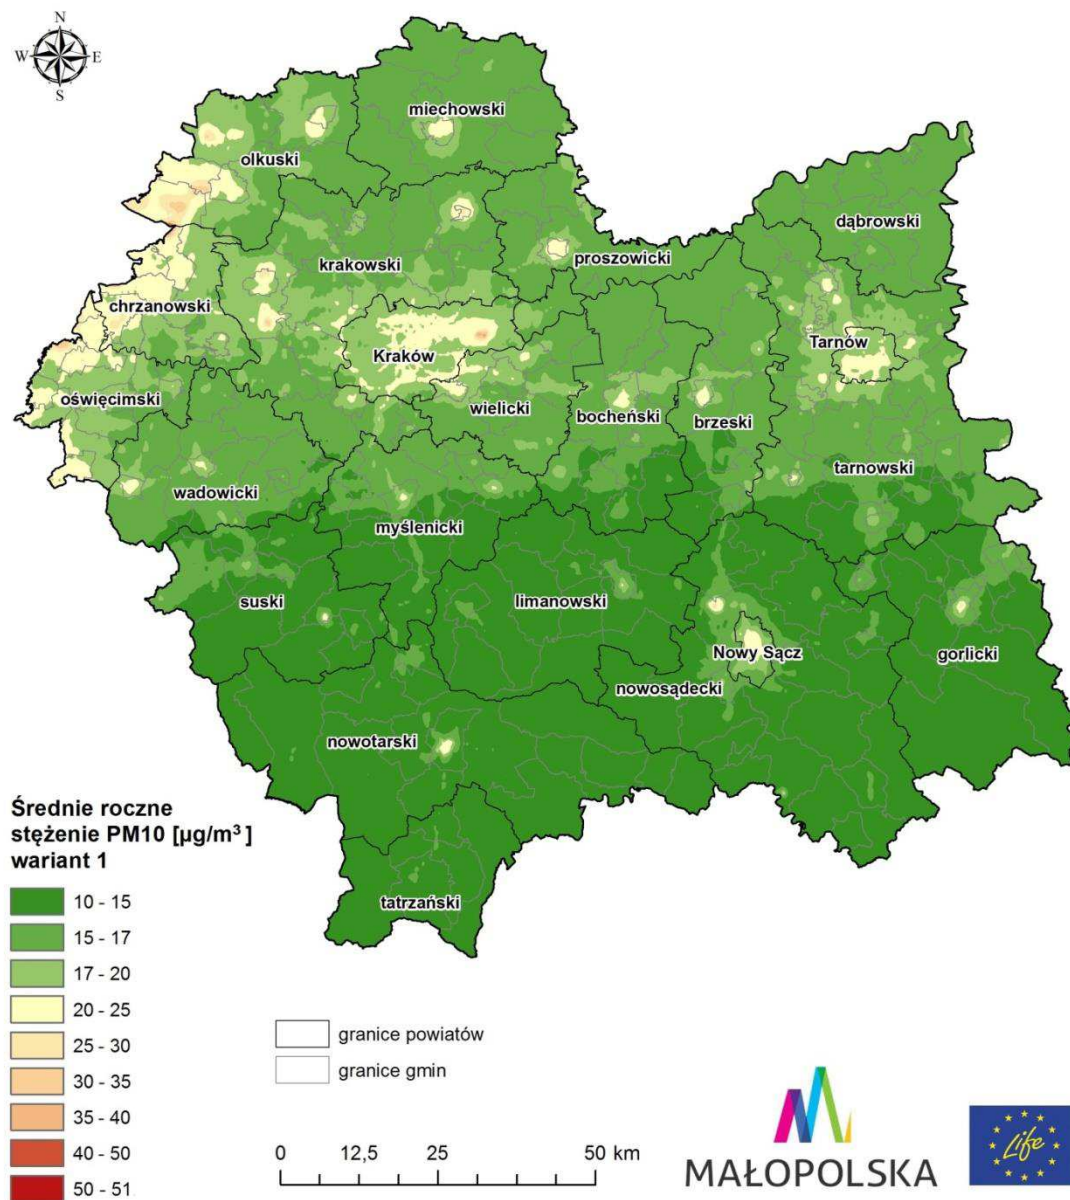 N
W E
S
miechowski
olkuski
dąbrowski
krakowski
proszowicki
chrzanowski
Tarnów
Kraków
oświęcimski
wielicki
bocheński
brzeski
tarnowski
wadowicki
myślenicki
suski
limanowski
Nowy Sącz
gorlicki
nowosądecki
nowotarski
tatrzański
Średnie roczne
stężenie PM10 [µg/m³]
wariant 1
10 - 15
15 - 17
17 - 20
20 - 25
25 - 30
30 - 35
35 - 40
40 - 50
50 - 51
granice powiatów
granice gmin
0 12,5 25 50 km
MAŁOPOLSKA
Life